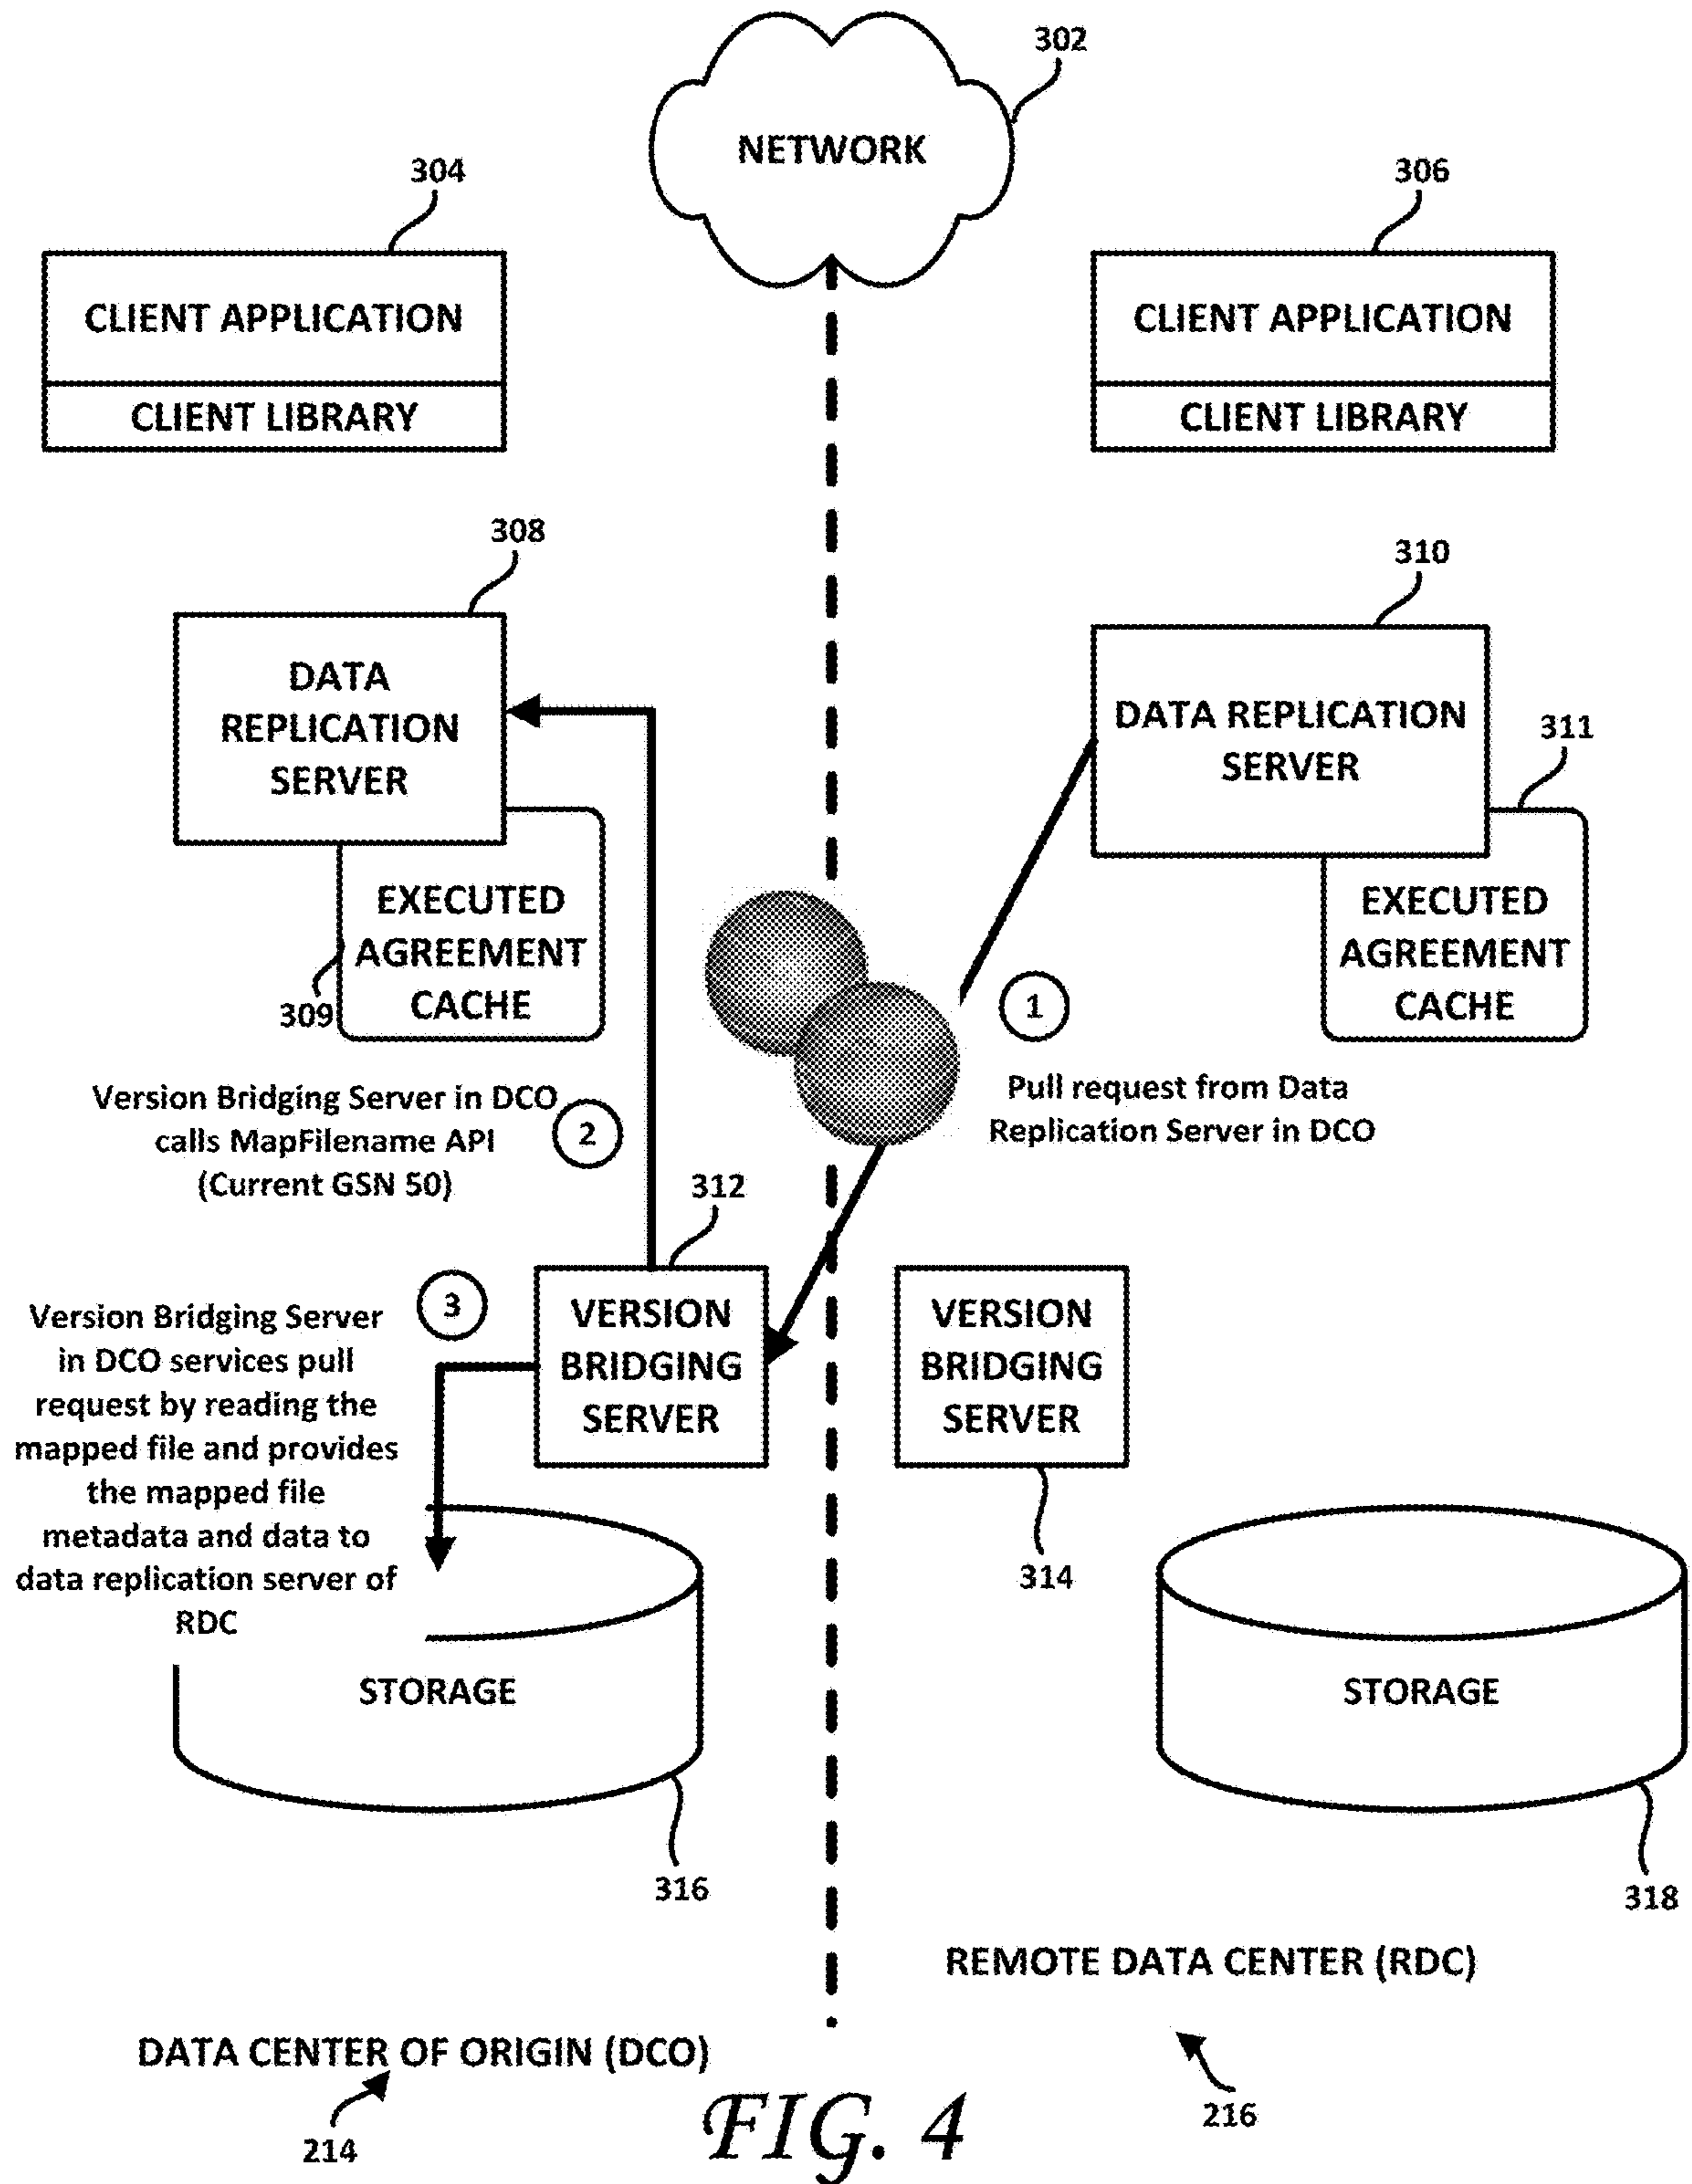 302
NETWORK
304
CLIENT APPLICATION
CLIENT LIBRARY
306
CLIENT APPLICATION
CLIENT LIBRARY
308
DATA
REPLICATION
SERVER
EXECUTED
AGREEMENT
CACHE
309
310
DATA REPLICATION
SERVER
311
EXECUTED
AGREEMENT
CACHE
1
Pull request from Data
Replication Server in DCO
Version Bridging Server in DCO
calls MapFilename API
(Current GSN 50)
2
312
VERSION
BRIDGING
SERVER
VERSION
BRIDGING
SERVER
314
3
Version Bridging Server
in DCO services pull
request by reading the
mapped file and provides
the mapped file
metadata and data to
data replication server of
RDC
STORAGE
316
STORAGE
318
REMOTE DATA CENTER (RDC)
216
DATA CENTER OF ORIGIN (DCO)
214
FIG. 4